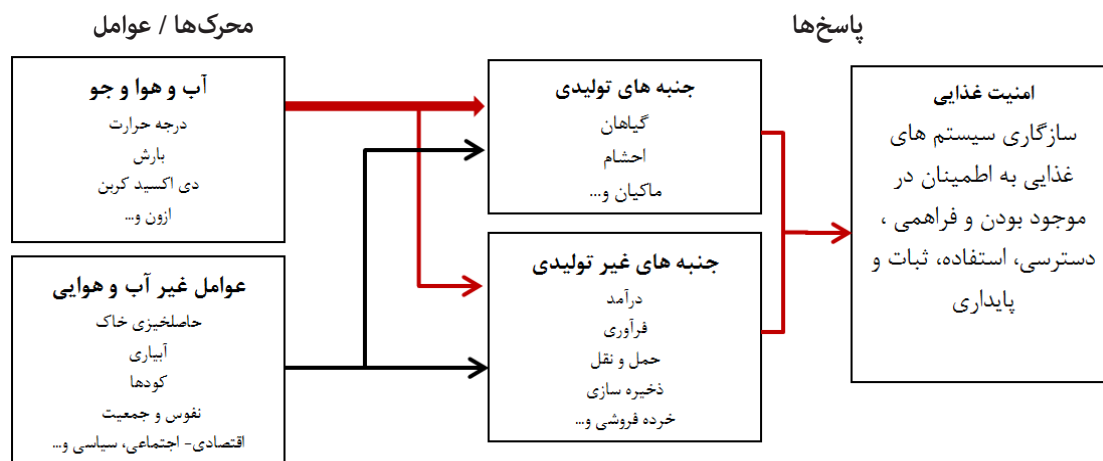 محرک‌ها / عوامل
پاسخ‌ها
آب و هوا و جو
درجه حرارت
بارش
دی اکسید کربن
ازون و...
عوامل غیر آب و هوایی
حاصلخیزی خاک
آبیاری
کودها
نفوس و جمعیت
اقتصادی- اجتماعی، سیاسی و...
جنبه های تولیدی
گیاهان
احشام
ماکیان و...
جنبه های غیر تولیدی
درآمد
فرآوری
حمل و نقل
ذخیره سازی
خرده فروشی و...
امنیت غذایی
سازگاری سیستم های
غذایی به اطمینان در
موجود بودن و فراهمی ،
دسترسی، استفاده، ثبات و
پایداری